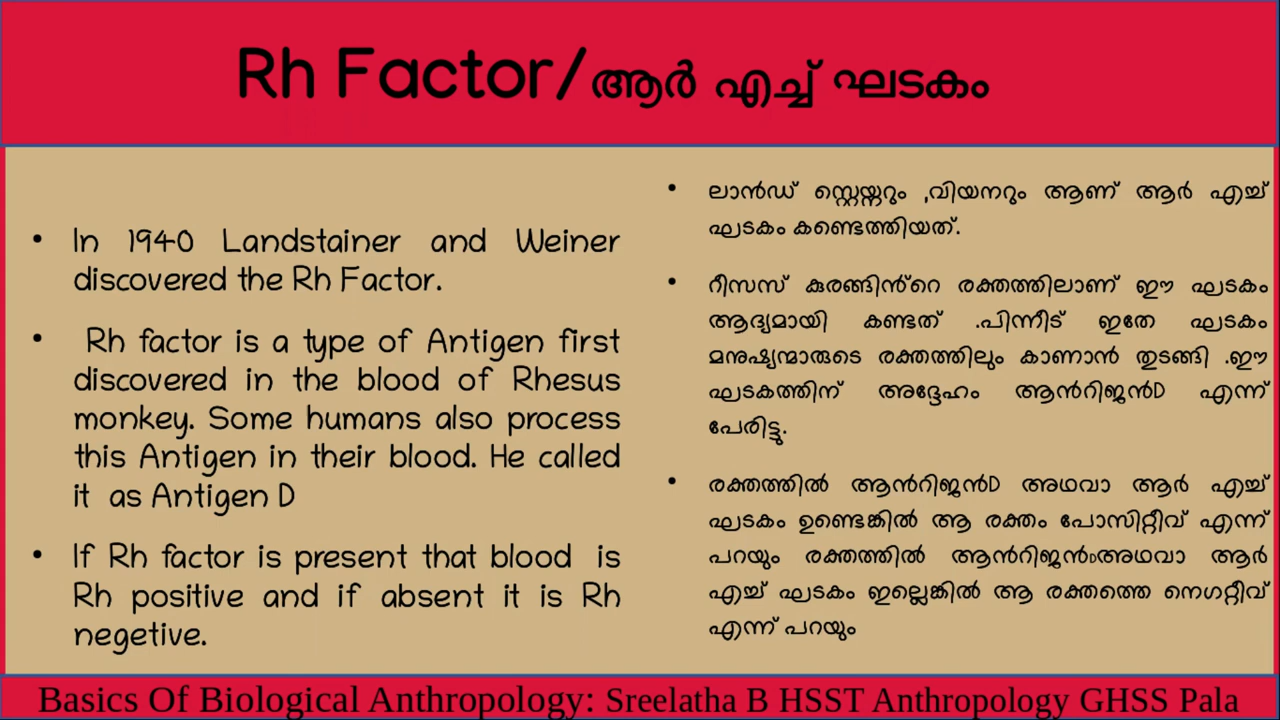 Rh Factor/ആർ എച്ച് ഘടകം
In 1940 Landstainer and Weiner
discovered the Rh Factor.
Rh factor is a type of Antigen first
discovered in the blood of Rhesus
monkey. Some humans also process
this Antigen in their blood. He called
it as Antigen D
If Rh factor is present that blood is
Rh positive and if absent it is Rh
negetive.
ലാൻഡ് സ്റ്റെയ്നറും ,വിയനറും ആണ് ആർ എച്ച്
ഘടകം കണ്ടെത്തിയത്.
റീസസ് കുരങ്ങിൻ്റെ രക്തത്തിലാണ് ഈ ഘടകം
ആദ്യമായി കണ്ടത് .പിന്നീട് ഇതേ ഘടകം
മനുഷ്യന്മാരുടെ രക്തത്തിലും കാണാൻ തുടങ്ങി .ഈ
ഘടകത്തിന് അദ്ദേഹം ആൻറിജൻD എന്ന്
പേരിട്ടു.
രക്തത്തിൽ ആൻറിജൻD അഥവാ ആർ എച്ച്
ഘടകം ഉണ്ടെങ്കിൽ ആ രക്തം പോസിറ്റീവ് എന്ന്
പറയും രക്തത്തിൽ ആൻറിജൻDഅഥവാ ആർ
എച്ച് ഘടകം ഇല്ലെങ്കിൽ ആ രക്തത്തെ നെഗറ്റീവ്
എന്ന് പറയും
Basics Of Biological Anthropology: Sreelatha B HSST Anthropology GHSS Pala